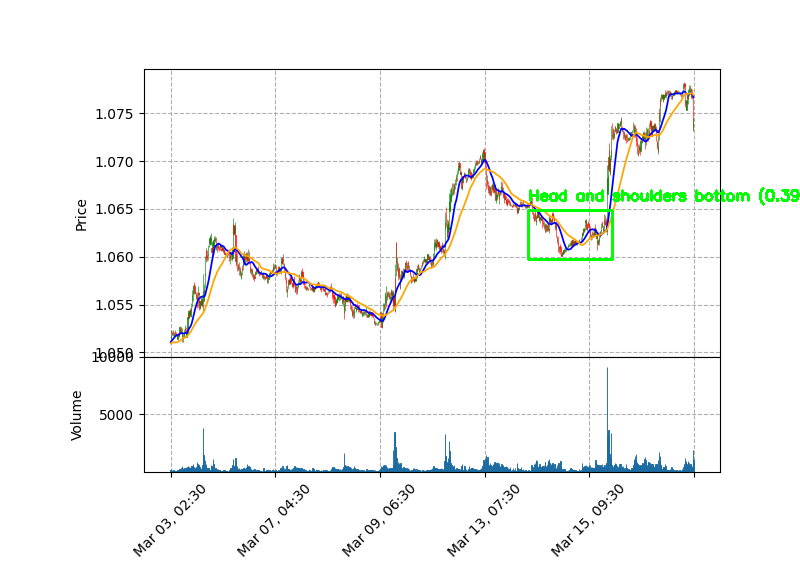 1.075
1.070
Head and shoulders bottom (0.39
1.065
1.060
1.055
1.050
Price
10000
5000
Volume
Mar 03, 02:30
Mar 07, 04:30
Mar 09, 06:30
Mar 13, 07:30
Mar 15, 09:30